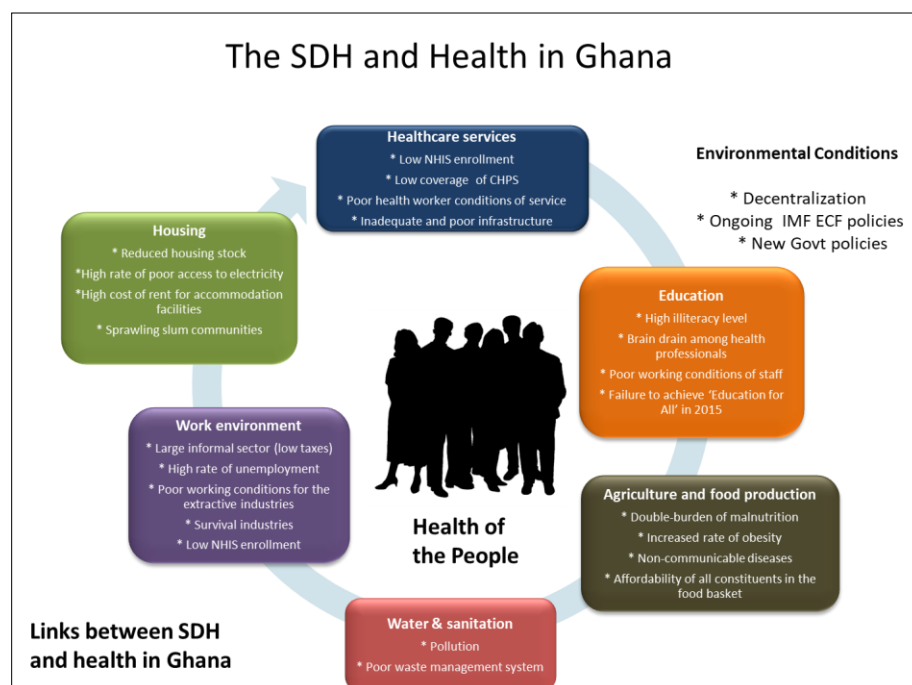 The SDH and Health in Ghana
Healthcare services
* Low NHIS enrollment
* Low coverage of CHPS
* Poor health worker conditions of service
* Inadequate and poor infrastructure
Environmental Conditions
* Decentralization
* Ongoing IMF ECF policies
* New Govt policies
Housing
* Reduced housing stock
*High rate of poor access to electricity
*High cost of rent for accommodation
facilities
* Sprawling slum communities
Education
* High illiteracy level
* Brain drain among health
professionals
* Poor working conditions of staff
* Failure to achieve ‘Education for
All’ in 2015
Work environment
* Large informal sector (low taxes)
* High rate of unemployment
* Poor working conditions for the
extractive industries
* Survival industries
* Low NHIS enrollment
Health of
the People
Agriculture and food production
* Double-burden of malnutrition
* Increased rate of obesity
* Non-communicable diseases
* Affordability of all constituents in the
food basket
Water & sanitation
* Pollution
* Poor waste management system
Links between SDH
and health in Ghana